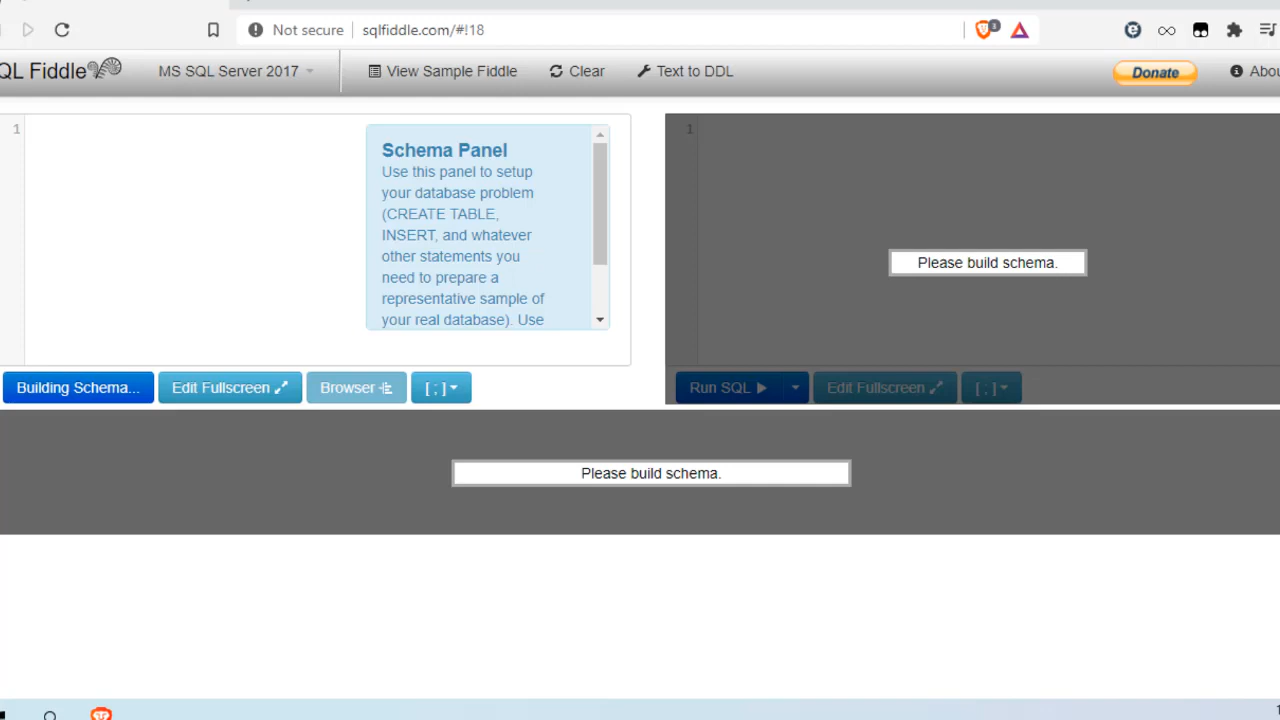 Not secure
sqlfiddle.com/#!18
3
QL Fiddle
MS SQL Server 2017
View Sample Fiddle
Clear
Text to DDL
Donate
Abou
1
Schema Panel
Use this panel to setup
your database problem
(CREATE TABLE,
INSERT, and whatever
other statements you
need to prepare a
representative sample of
your real database). Use
1
Please build schema.
Building Schema...
Edit Fullscreen
Browser
[ ; ]
Run SQL
Edit Fullscreen
[ ; ]
Please build schema.